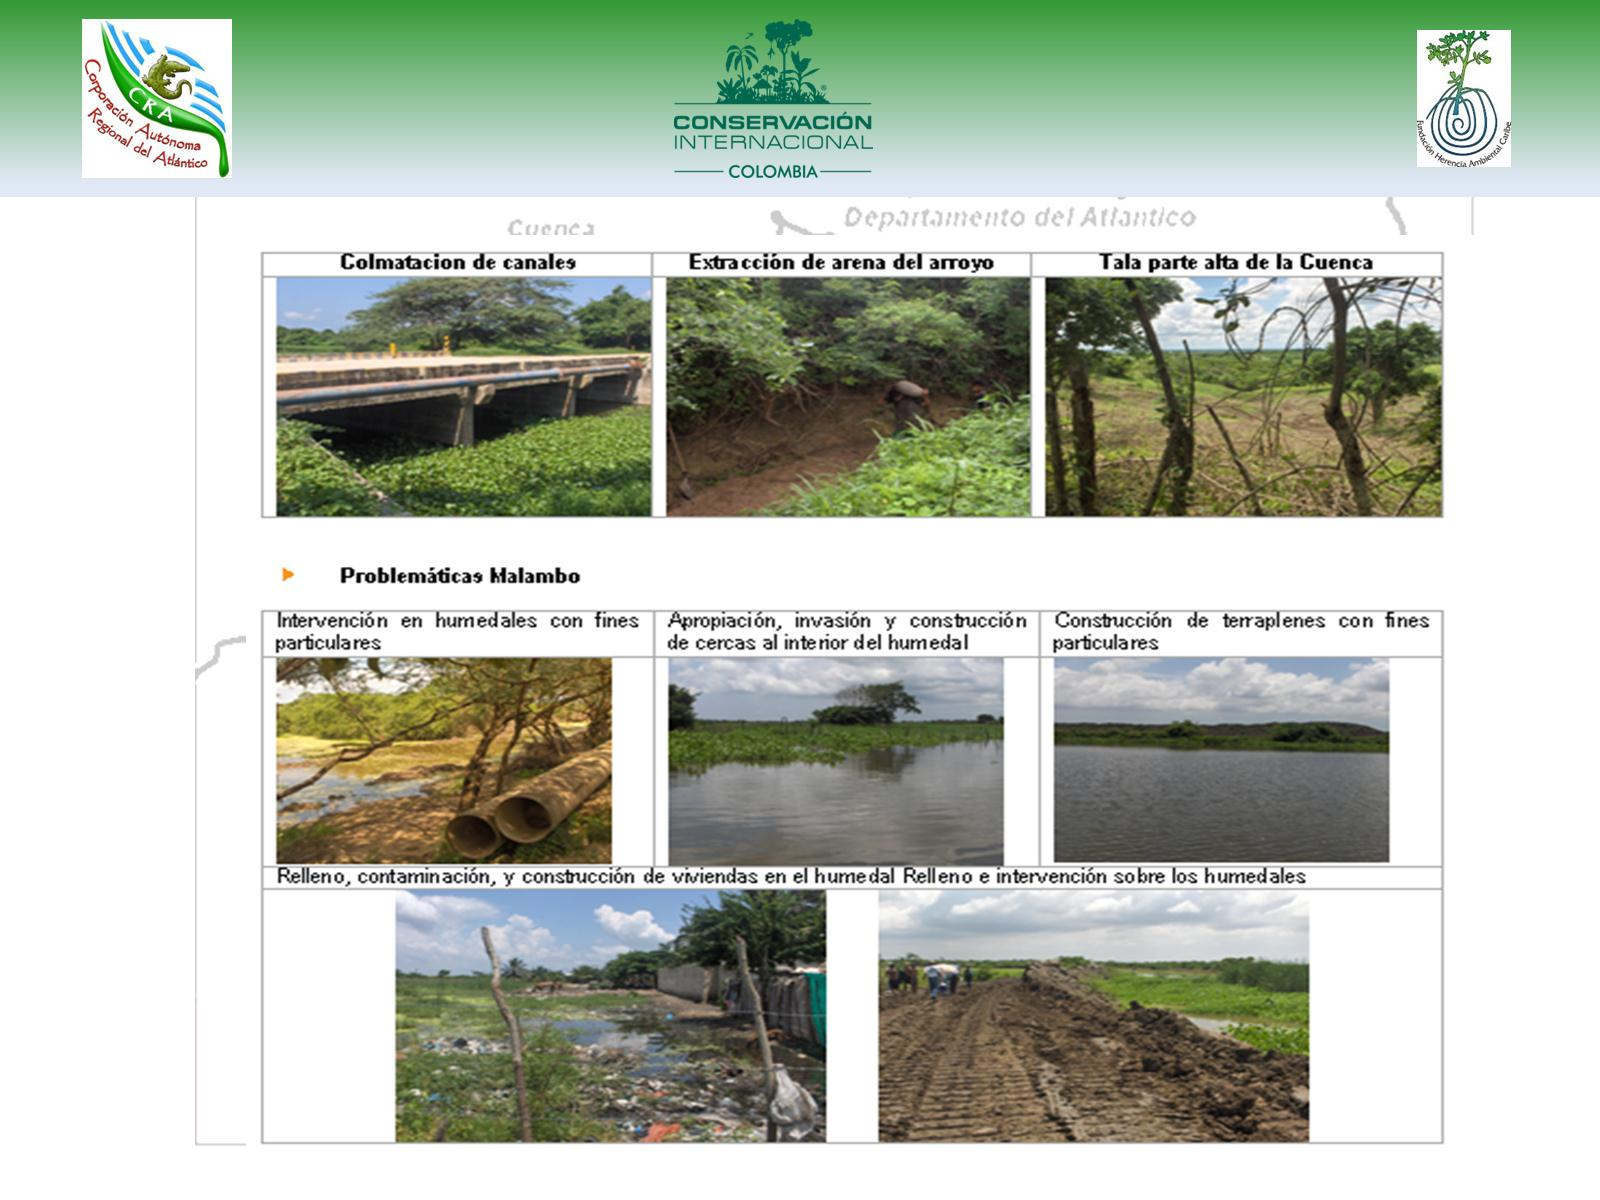 Corporación Autónoma
Regional del Atlántico
CRA
CONSERVACIÓN
INTERNACIONAL
COLOMBIA
Fundación Herencia Ambiental Caribe
Cuenca
Departamento del Atlantico
Colmatacion de canales
Extracción de arena del arroyo
Tala parte alta de la Cuenca
Problemáticas Malambo
Intervención en humedales con fines
particulares
Apropiación, invasión y construcción
de cercas al interior del humedal
Construcción de terraplenes con fines
particulares
Relleno, contaminación, y construcción de viviendas en el humedal Relleno e intervención sobre los humedales